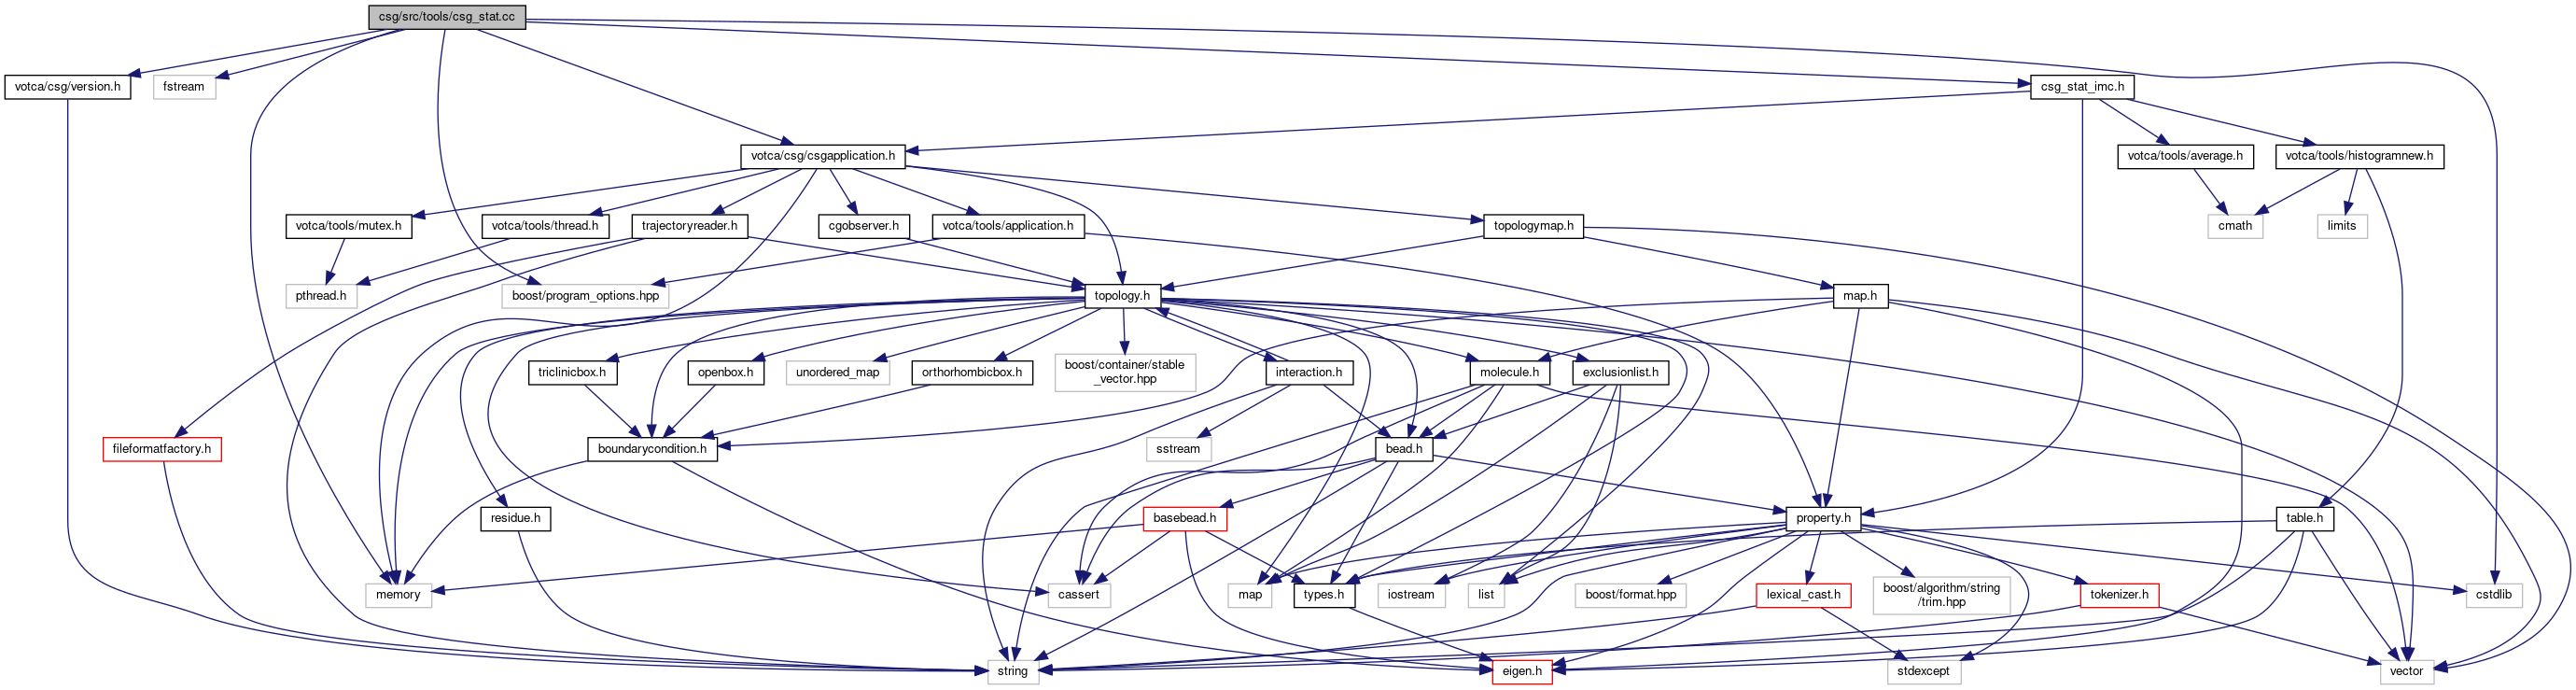 csg/src/tools/csg_stat.cc
votca/csg/version.h
fstream
csg_stat_imc.h
votca/csg/csgapplication.h
votca/tools/average.h
votca/tools/histogramnew.h
votca/tools/mutex.h
votca/tools/thread.h
trajectoryreader.h
cgobserver.h
votca/tools/application.h
topologymap.h
cmath
limits
pthread.h
boost/program_options.hpp
topology.h
map.h
triclinicbox.h
openbox.h
unordered_map
orthorhombicbox.h
boost/container/stable
_vector.hpp
interaction.h
molecule.h
exclusionlist.h
fileformatfactory.h
boundarycondition.h
sstream
bead.h
residue.h
basebead.h
property.h
table.h
memory
cassert
map
types.h
iostream
list
boost/format.hpp
lexical_cast.h
boost/algorithm/string
/trim.hpp
tokenizer.h
cstdlib
string
eigen.h
stdexcept
vector